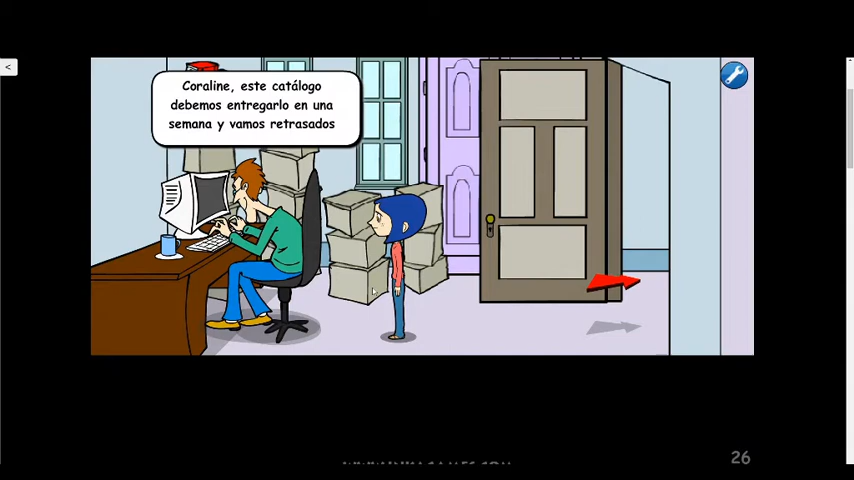 <
Coraline, este catálogo
debemos entregarlo en una
semana y vamos retrasados
26